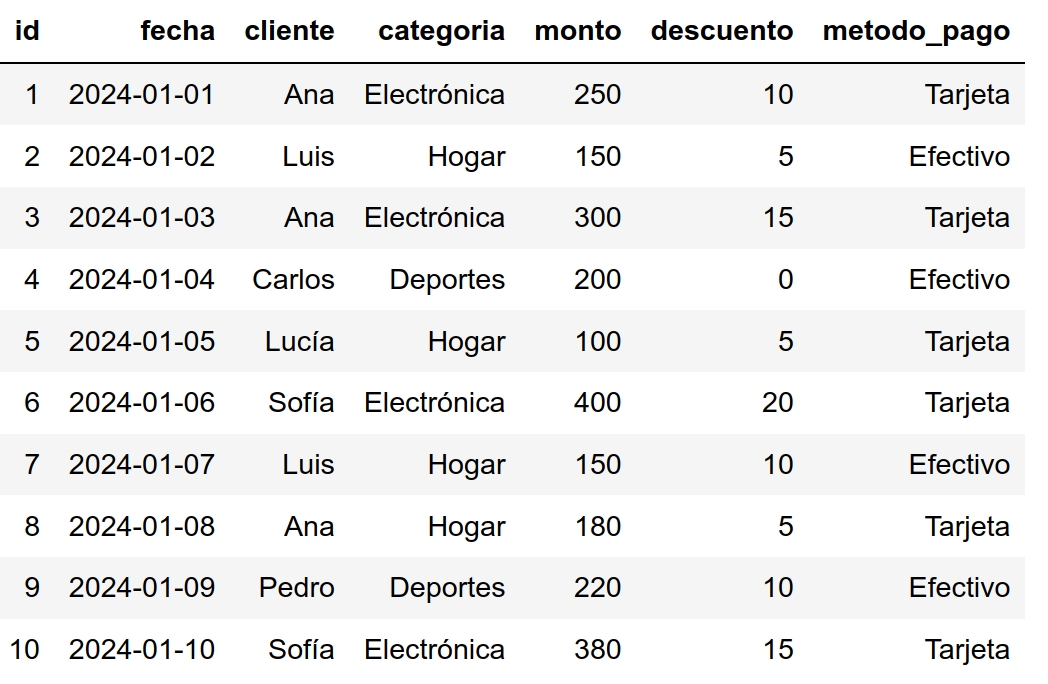 id fecha cliente categoria monto descuento metodo_pago
1 2024-01-01 Ana Electrónica 250 10 Tarjeta
2 2024-01-02 Luis Hogar 150 5 Efectivo
3 2024-01-03 Ana Electrónica 300 15 Tarjeta
4 2024-01-04 Carlos Deportes 200 0 Efectivo
5 2024-01-05 Lucía Hogar 100 5 Tarjeta
6 2024-01-06 Sofía Electrónica 400 20 Tarjeta
7 2024-01-07 Luis Hogar 150 10 Efectivo
8 2024-01-08 Ana Hogar 180 5 Tarjeta
9 2024-01-09 Pedro Deportes 220 10 Efectivo
10 2024-01-10 Sofía Electrónica 380 15 Tarjeta